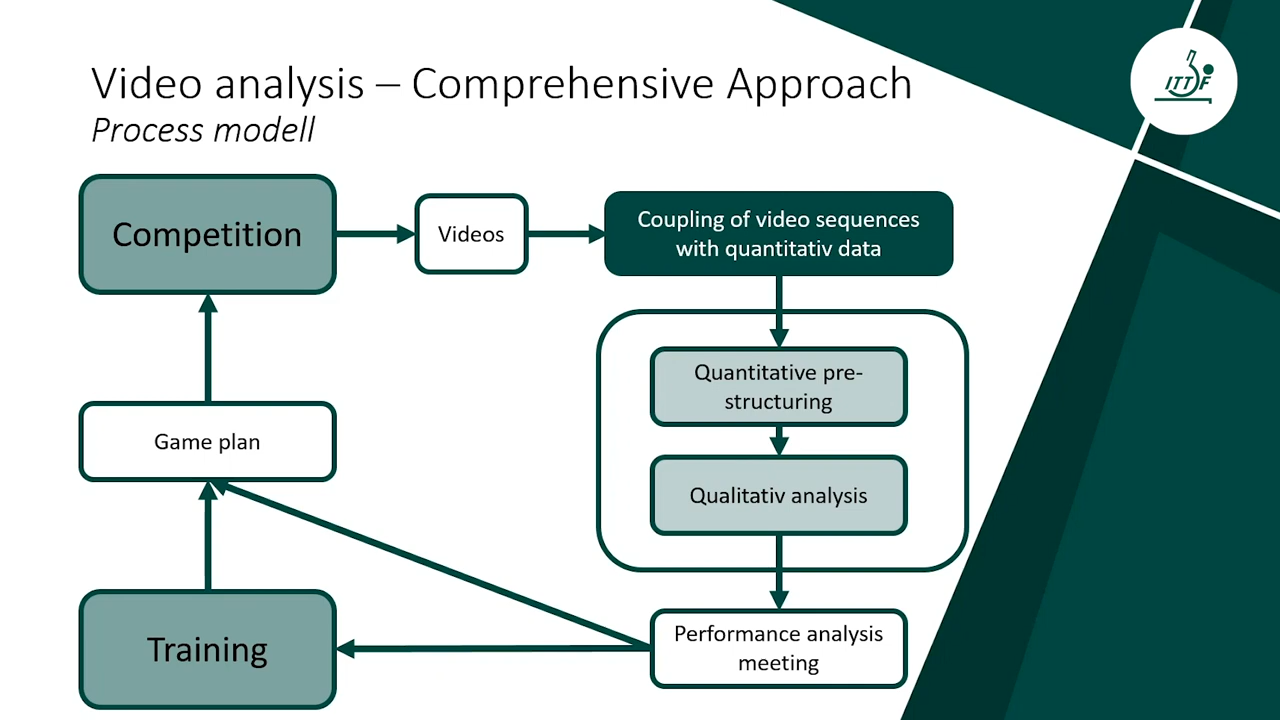 Video analysis – Comprehensive Approach
Process modell
ITTF
Competition
Videos
Coupling of video sequences
with quantitativ data
Quantitative pre-
structuring
Game plan
Qualitativ analysis
Training
Performance analysis
meeting